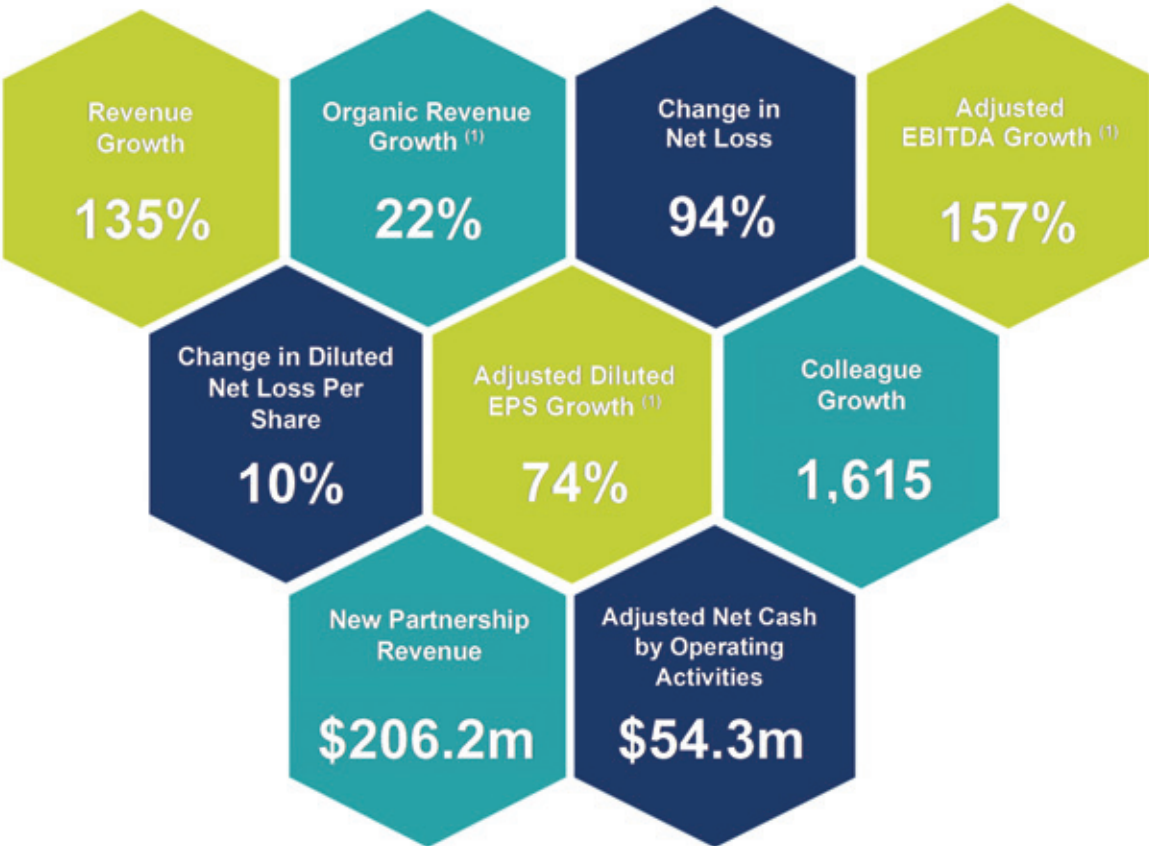 Revenue
Growth
135%
Organic Revenue
Growth (1)
22%
Change in
Net Loss
94%
Adjusted
EBITDA Growth (1)
157%
Change in Diluted
Net Loss Per
Share
10%
Adjusted Diluted
EPS Growth (1)
74%
Colleague
Growth
1,615
New Partnership
Revenue
$206.2m
Adjusted Net Cash
by Operating
Activities
$54.3m